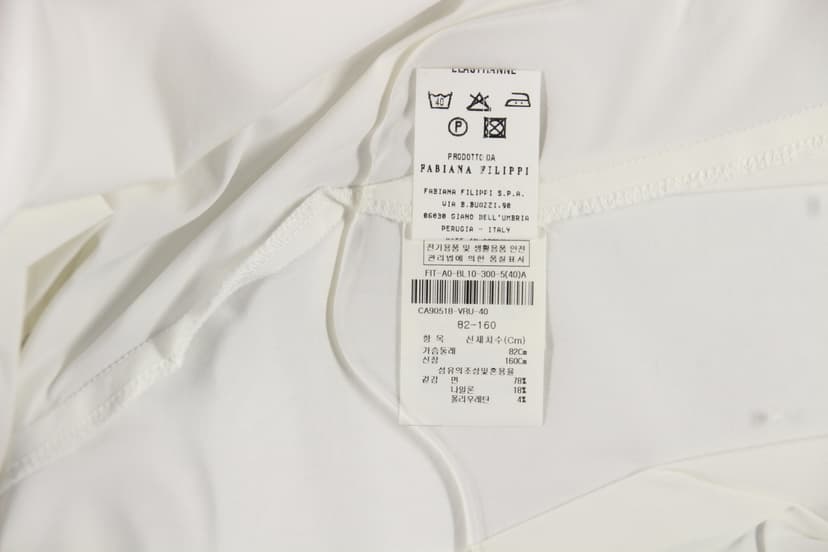 ELASTHANNE
40
P
PRODOTTO DA
FABIANA FILIPPI
FABIANA FILIPPI S.P.A.
VIA B.BUOZZI,90
06030 GIANO DELL'UMBRIA
PERUGIA - ITALY
전기용품 및 생활용품 안전
관리법에 의한 품질표시
FIT-A0-BL10-300-5(40)A
CA90518-VRU-40
82-160
항 목 신체치수(Cm)
가슴둘레 82Cm
신장 160Cm
섬유의조성및혼용율
겉감 면 78%
나일론 18%
폴리우레탄 4%